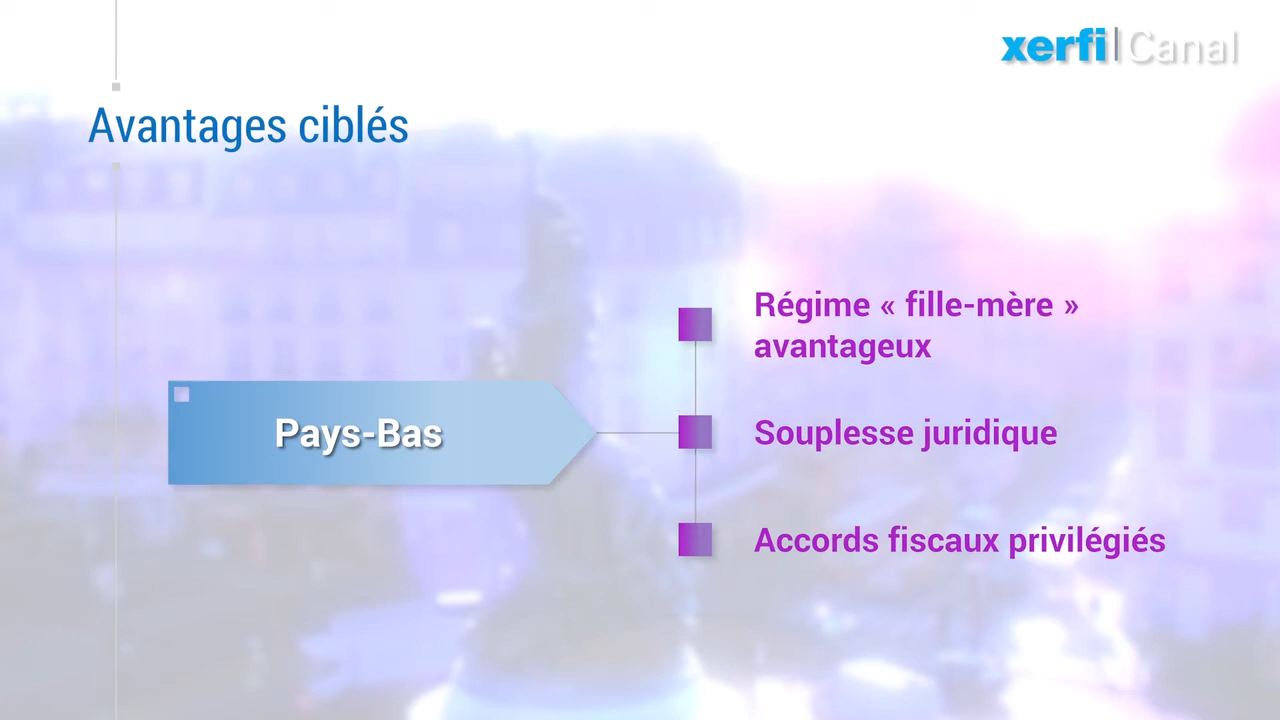 xerfi Canal
Avantages ciblés
Régime « fille-mère »
avantageux
Pays-Bas
Souplesse juridique
Accords fiscaux privilégiés